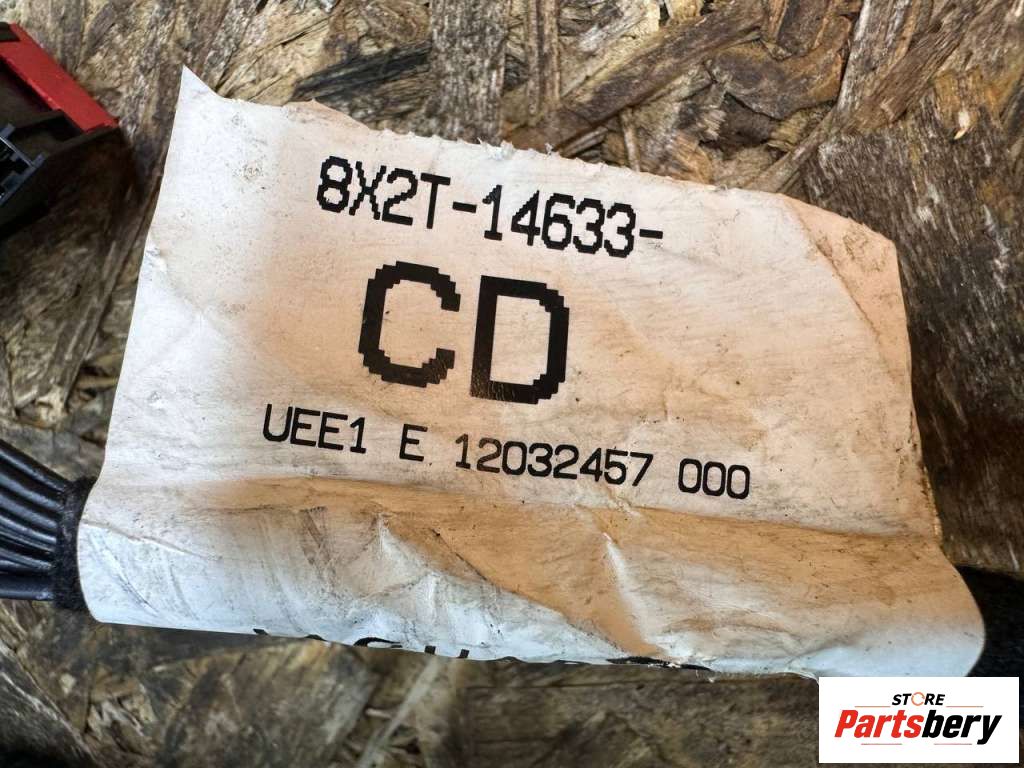 8X2T-14633-
CD
UEE1 E 12032457 000
STORE
Partsbery